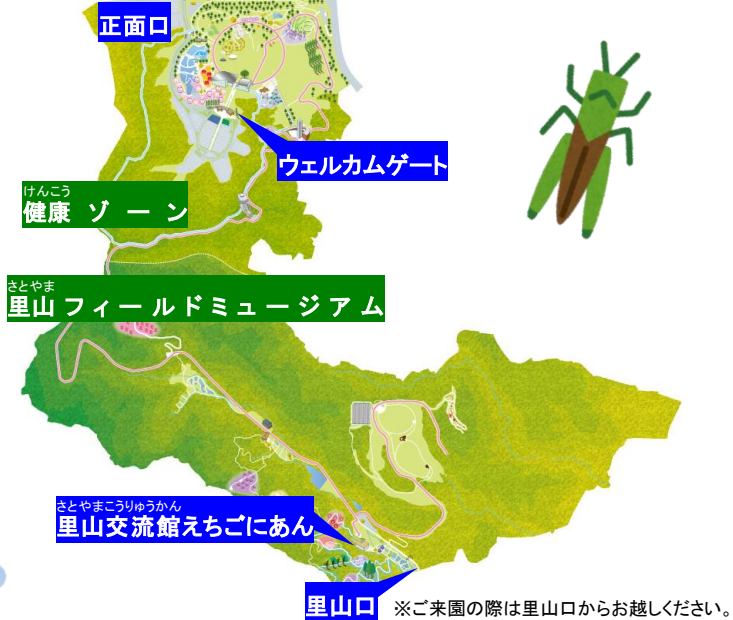 正面口
ウェルカムゲート
けんこう
健康ゾーン
さとやま
里山フィールドミュージアム
さとやまこうりゅうかん
里山交流館えちごにあん
里山口
※ご来園の際は里山口からお越しください。